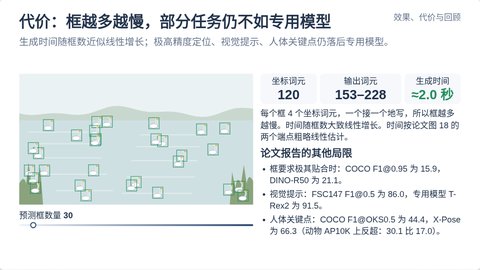 代价：框越多越慢，部分任务仍不如专用模型
效果、代价与回顾
生成时间随框数近似线性增长；极高精度定位、视觉提示、人体关键点仍落后专用模型。
坐标词元
120
输出词元
153–228
生成时间
≈2.0 秒
每个框 4 个坐标词元，一个接一个地写，所以框越多
越慢。时间随框数大致线性增长。时间按论文图 18 的
两个端点粗略线性估计。
论文报告的其他局限
• 框要求极其贴合时：COCO F1@0.95 为 15.9，
DINO-R50 为 21.1。
• 视觉提示：FSC147 F1@0.5 为 86.0，专用模型 T-
Rex2 为 91.5。
• 人体关键点：COCO F1@OKS0.5 为 44.4，X-Pose
为 66.3（动物 AP10K 上反超：30.1 比 17.0）。
预测框数量 30